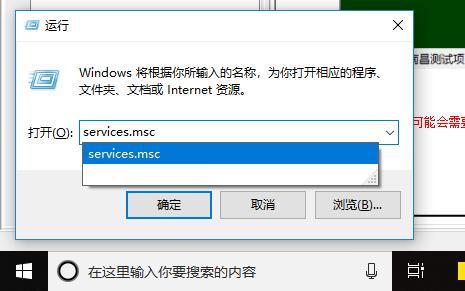 运行
Windows 将根据你所输入的名称，为你打开相应的程序、
文件夹、文档或 Internet 资源。
打开(O):
services.msc
services.msc
确定
取消
浏览(B)...
昌测试项
可能会需
在这里输入你要搜索的内容